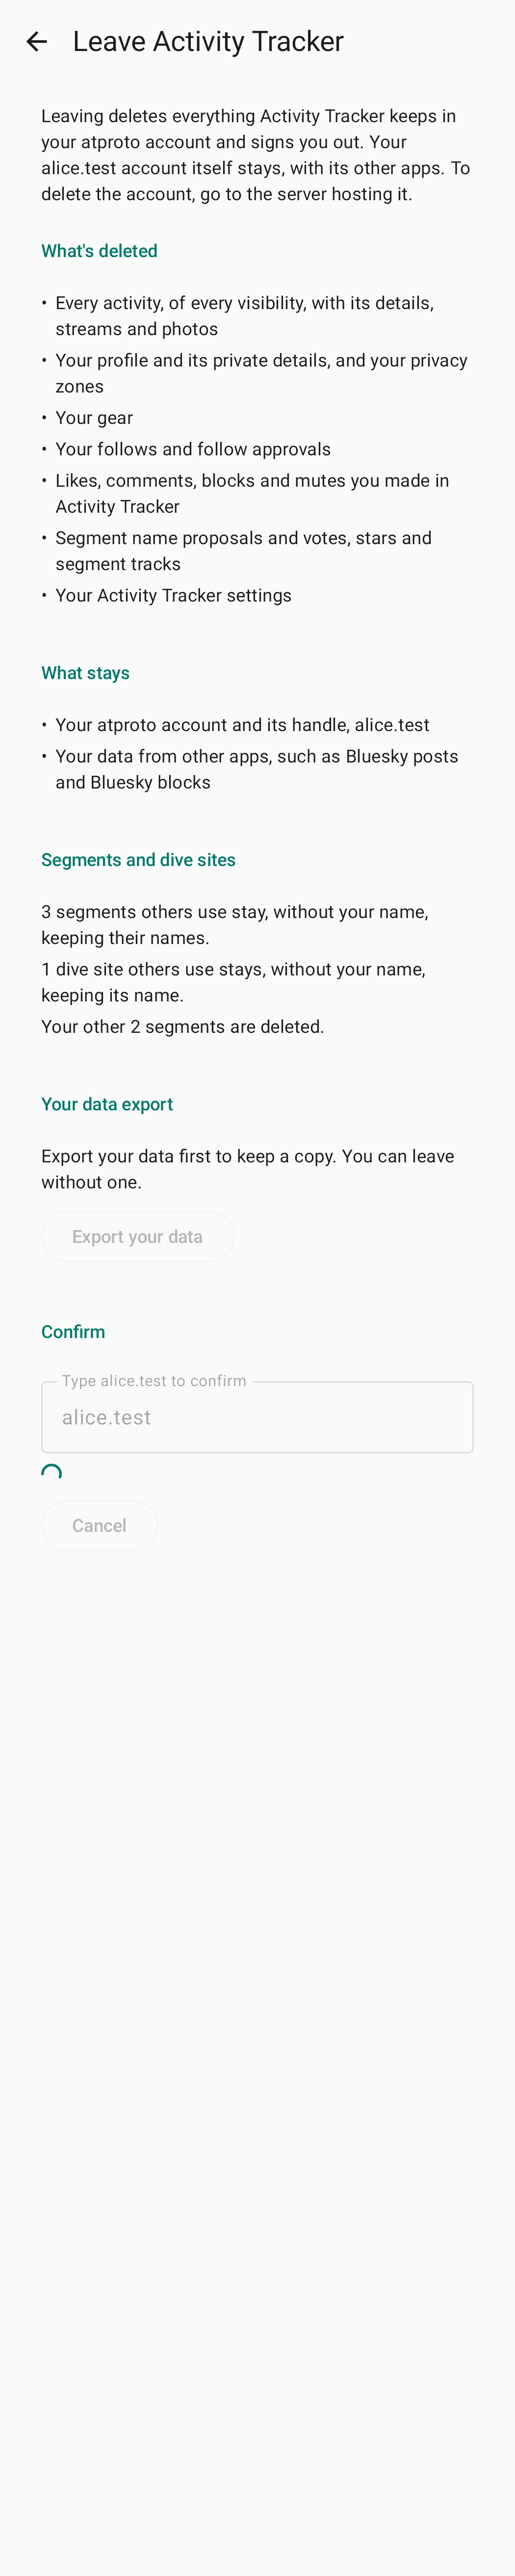 Leave Activity Tracker
Leaving deletes everything Activity Tracker keeps in
your atproto account and signs you out. Your
alice.test account itself stays, with its other apps. To
delete the account, go to the server hosting it.
What's deleted
• Every activity, of every visibility, with its details,
streams and photos
• Your profile and its private details, and your privacy
zones
• Your gear
• Your follows and follow approvals
• Likes, comments, blocks and mutes you made in
Activity Tracker
• Segment name proposals and votes, stars and
segment tracks
• Your Activity Tracker settings
What stays
• Your atproto account and its handle, alice.test
• Your data from other apps, such as Bluesky posts
and Bluesky blocks
Segments and dive sites
3 segments others use stay, without your name,
keeping their names.
1 dive site others use stays, without your name,
keeping its name.
Your other 2 segments are deleted.
Your data export
Export your data first to keep a copy. You can leave
without one.
Export your data
Confirm
Type alice.test to confirm
alice.test
Cancel